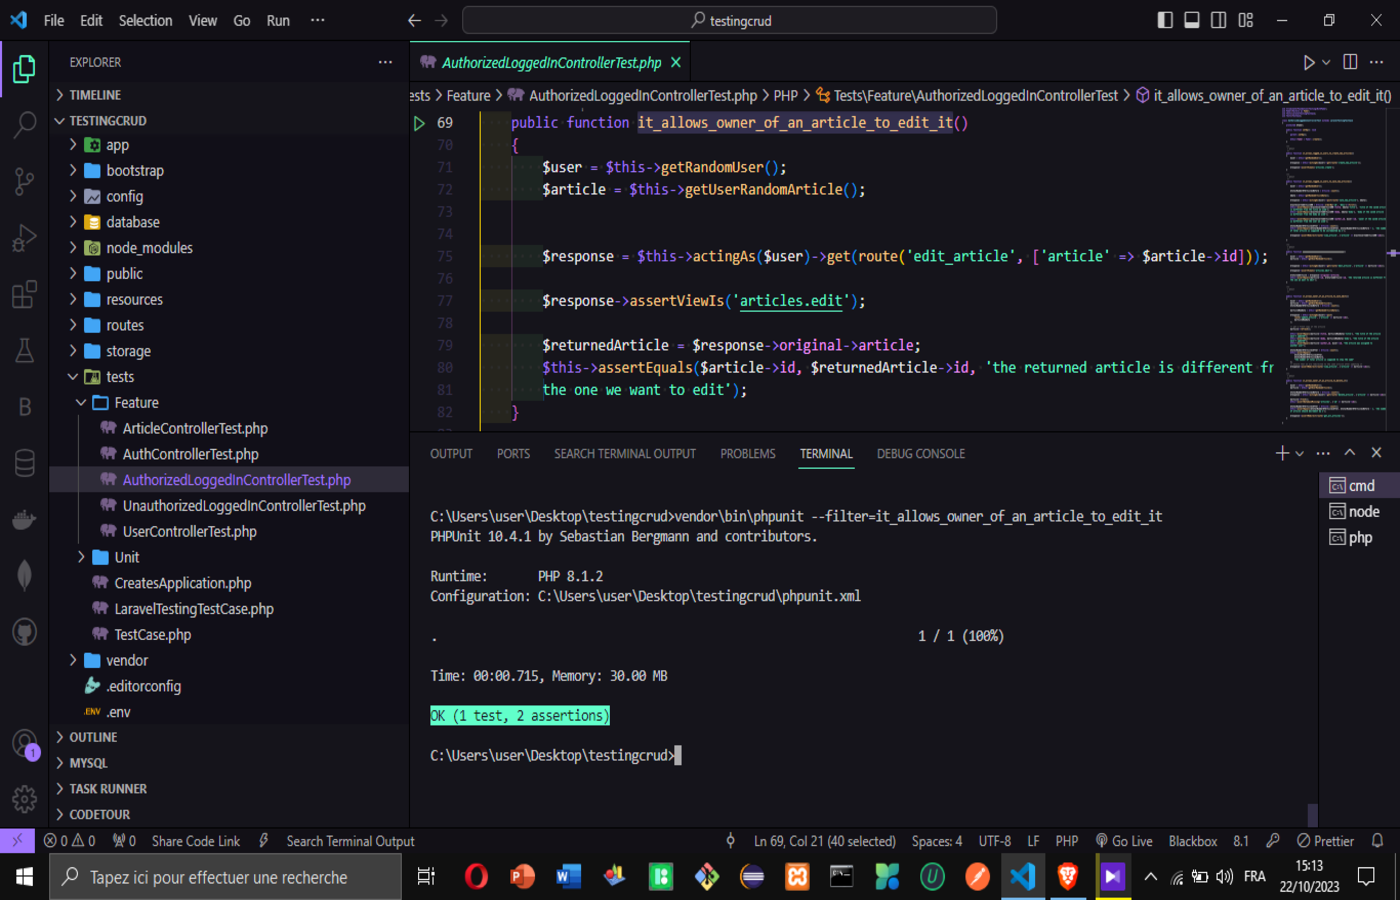 File Edit Selection View Go Run ···
testingcrud
EXPLORER
TIMELINE
TESTINGCRUD
app
bootstrap
config
database
node_modules
public
resources
routes
storage
tests
Feature
ArticleControllerTest.php
AuthControllerTest.php
AuthorizedLoggedInControllerTest.php
UnauthorizedLoggedInControllerTest.php
UserControllerTest.php
Unit
CreatesApplication.php
LaravelTestingTestCase.php
TestCase.php
vendor
.editorconfig
.ENV .env
OUTLINE
MYSQL
TASK RUNNER
CODETOUR
AuthorizedLoggedInControllerTest.php
ests > Feature > AuthorizedLoggedInControllerTest.php > PHP > Tests\Feature\AuthorizedLoggedInControllerTest > it_allows_owner_of_an_article_to_edit_it()
69 public function it_allows_owner_of_an_article_to_edit_it()
70 {
71 $user = $this->getRandomUser();
72 $article = $this->getUserRandomArticle();
73
74
75 $response = $this->actingAs($user)->get(route('edit_article', ['article' => $article->id]));
76
77 $response->assertViewIs('articles.edit');
78
79 $returnedArticle = $response->original->article;
80 $this->assertEquals($article->id, $returnedArticle->id, 'the returned article is different fr
81 the one we want to edit');
82 }
OUTPUT PORTS SEARCH TERMINAL OUTPUT PROBLEMS TERMINAL DEBUG CONSOLE
C:\Users\user\Desktop\testingcrud>vendor\bin\phpunit --filter=it_allows_owner_of_an_article_to_edit_it
PHPUnit 10.4.1 by Sebastian Bergmann and contributors.
Runtime: PHP 8.1.2
Configuration: C:\Users\user\Desktop\testingcrud\phpunit.xml
. 1 / 1 (100%)
Time: 00:00.715, Memory: 30.00 MB
OK (1 test, 2 assertions)
C:\Users\user\Desktop\testingcrud>
cmd
node
php
1
0 0 0 Share Code Link Search Terminal Output Ln 69, Col 21 (40 selected) Spaces: 4 UTF-8 LF PHP Go Live Blackbox 8.1 Prettier
Tapez ici pour effectuer une recherche
FRA
15:13
22/10/2023